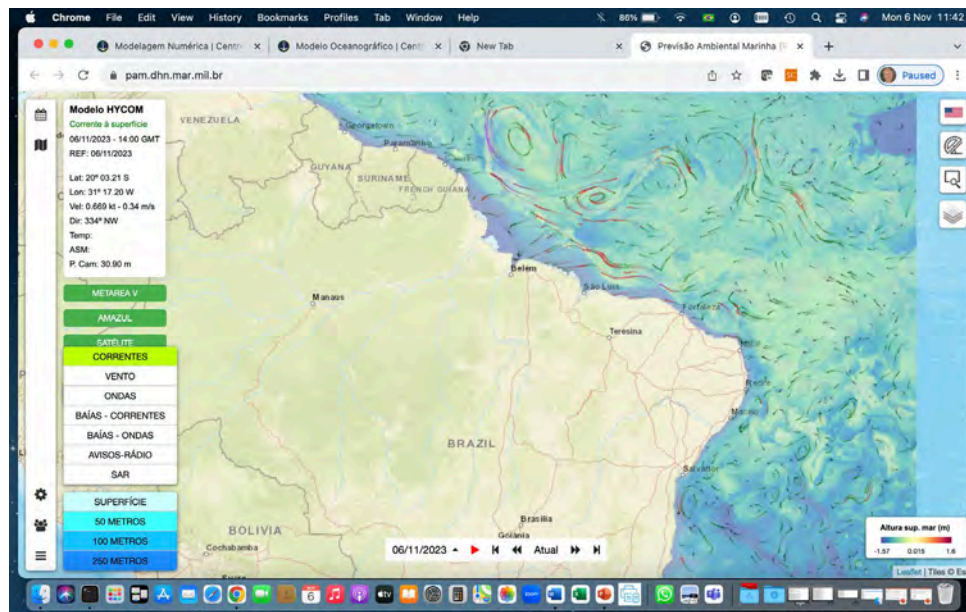 Chrome File Edit View History Bookmarks Profiles Tab Window Help 86% Mon 6 Nov 11:42
Modelagem Numérica | Centr × Modelo Oceanográfico | Cent × New Tab × Previsão Ambiental Marinha × +
pam.dhn.mar.mil.br Paused
Modelo HYCOM
Corrente à superfície
06/11/2023 - 14:00 GMT
REF: 06/11/2023
Lat: 20º 03.21 S
Lon: 31º 17.20 W
Vel: 0.669 kt - 0.34 m/s
Dir: 334º NW
Temp:
ASM:
P. Cam: 30.90 m
METAREA V
AMAZUL
SATÉLITE
CORRENTES
VENTO
ONDAS
BAÍAS - CORRENTES
BAÍAS - ONDAS
AVISOS-RÁDIO
SAR
SUPERFÍCIE
50 METROS
100 METROS
250 METROS
VENEZUELA
Georgetown
Paramaribo
GUYANA
SURINAME
FRENCH GUIANA
Belém
São Luís
Manaus
Fortaleza
Teresina
Natal
Recife
Maceió
BRAZIL
Salvador
Brasília
BOLIVIA
Goiânia
Cochabamba
06/11/2023 Atual
Altura sup. mar (m)
-1.57 0.015 1.6
Leaflet | Tiles © Es